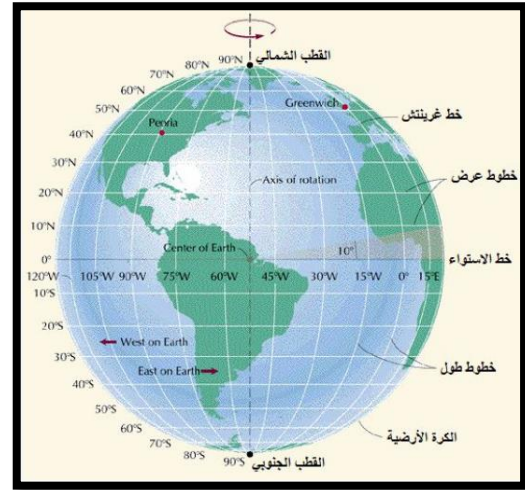 القطب الشمالي
90°N
80°N
70°N
60°N
50°N
40°N
30°N
20°N
10°N
0°
Greenwich
خط غرينتش
Peoria
خطوط عرض
Axis of rotation
Center of Earth
10°
خط الاستواء
120°W 105°W 90°W 75°W 60°W 45°W 30°W 15°W 0° 15°E
10°S
20°S
West on Earth
30°S
East on Earth
خطوط طول
40°S
50°S
60°S
الكرة الأرضية
70°S
80°S
90°S
القطب الجنوبي